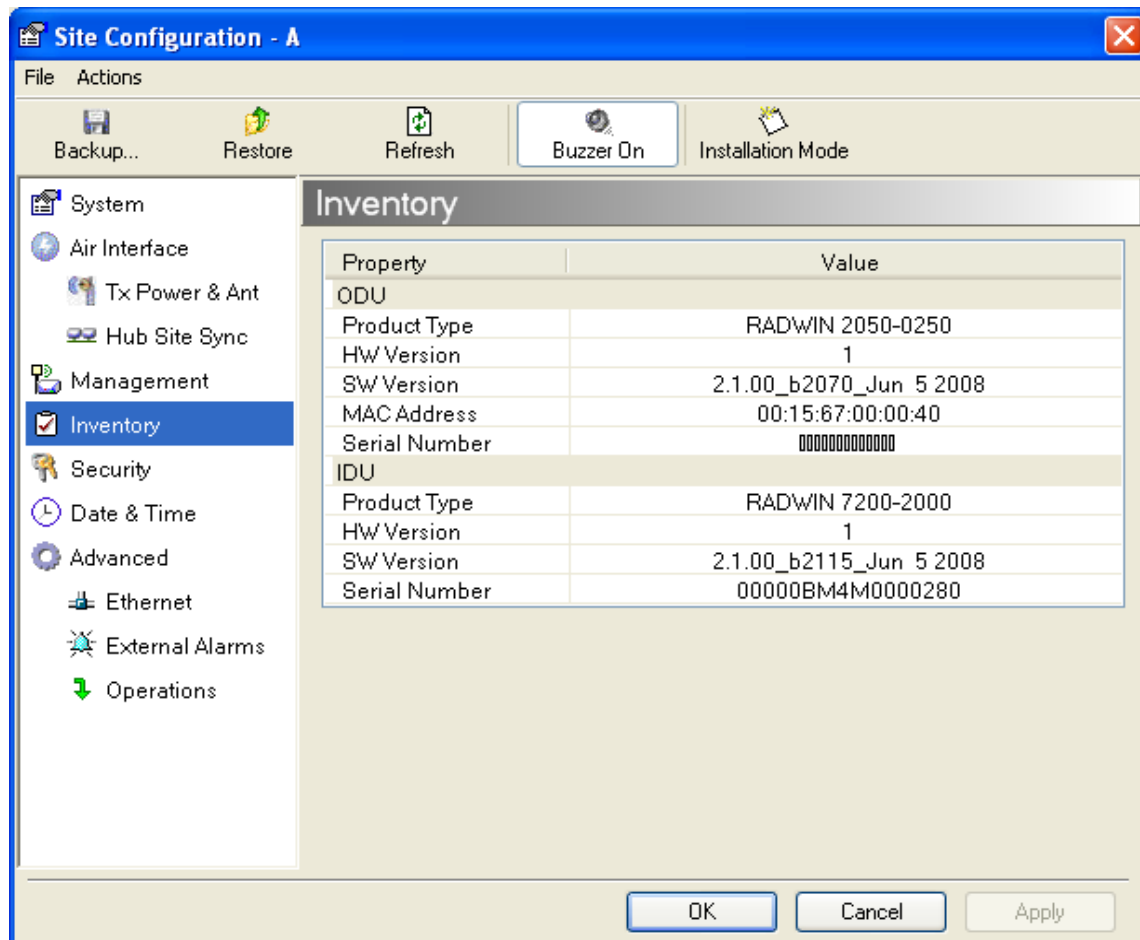 Site Configuration - A
File Actions
Backup... Restore Refresh Buzzer On Installation Mode
System
Air Interface
Tx Power & Ant
Hub Site Sync
Management
Inventory
Security
Date & Time
Advanced
Ethernet
External Alarms
Operations
Inventory
Property Value
ODU
Product Type RADWIN 2050-0250
HW Version 1
SW Version 2.1.00_b2070_Jun 5 2008
MAC Address 00:15:67:00:00:40
Serial Number
IDU
Product Type RADWIN 7200-2000
HW Version 1
SW Version 2.1.00_b2115_Jun 5 2008
Serial Number 00000BM4M0000280
OK Cancel Apply